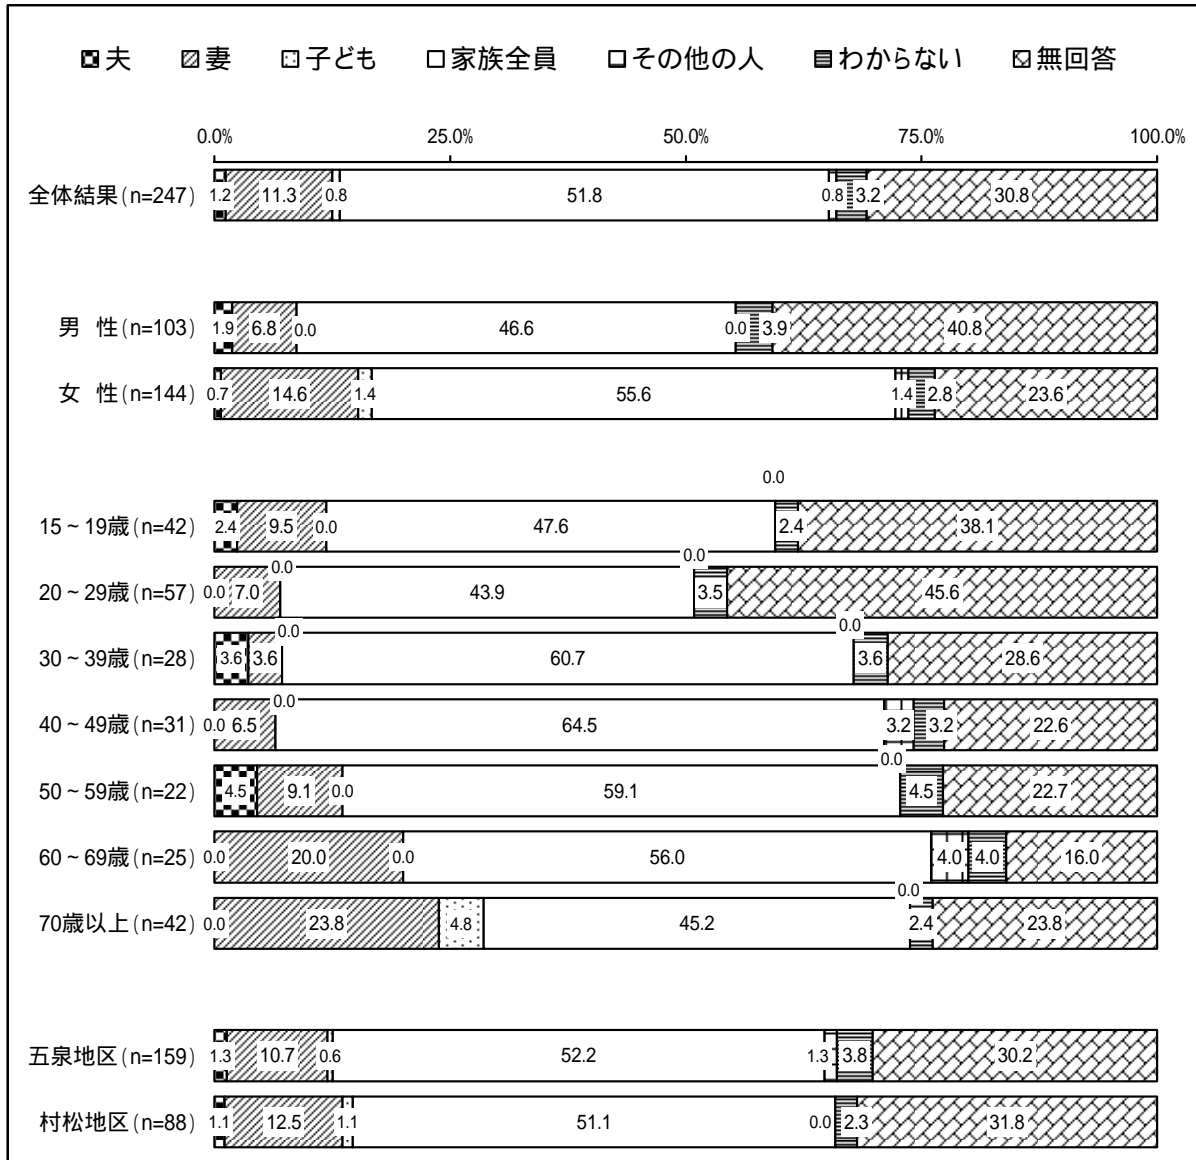 夫 妻 子ども 家族全員 その他の人 わからない 無回答
0.0% 25.0% 50.0% 75.0% 100.0%
全体結果(n=247) 1.2 11.3 0.8 51.8 0.8 3.2 30.8
男 性(n=103) 1.9 6.8 0.0 46.6 0.0 3.9 40.8
女 性(n=144) 0.7 14.6 1.4 55.6 1.4 2.8 23.6
0.0
15~19歳(n=42) 2.4 9.5 0.0 47.6 2.4 38.1
0.0 0.0
20~29歳(n=57) 0.0 7.0 43.9 3.5 45.6
0.0 0.0
30~39歳(n=28) 3.6 3.6 60.7 3.6 28.6
0.0
40~49歳(n=31) 0.0 6.5 64.5 3.2 3.2 22.6
0.0
50~59歳(n=22) 4.5 9.1 0.0 59.1 4.5 22.7
60~69歳(n=25) 0.0 20.0 0.0 56.0 4.0 4.0 16.0
0.0
70歳以上(n=42) 0.0 23.8 4.8 45.2 2.4 23.8
五泉地区(n=159) 1.3 10.7 0.6 52.2 1.3 3.8 30.2
村松地区(n=88) 1.1 12.5 1.1 51.1 0.0 2.3 31.8